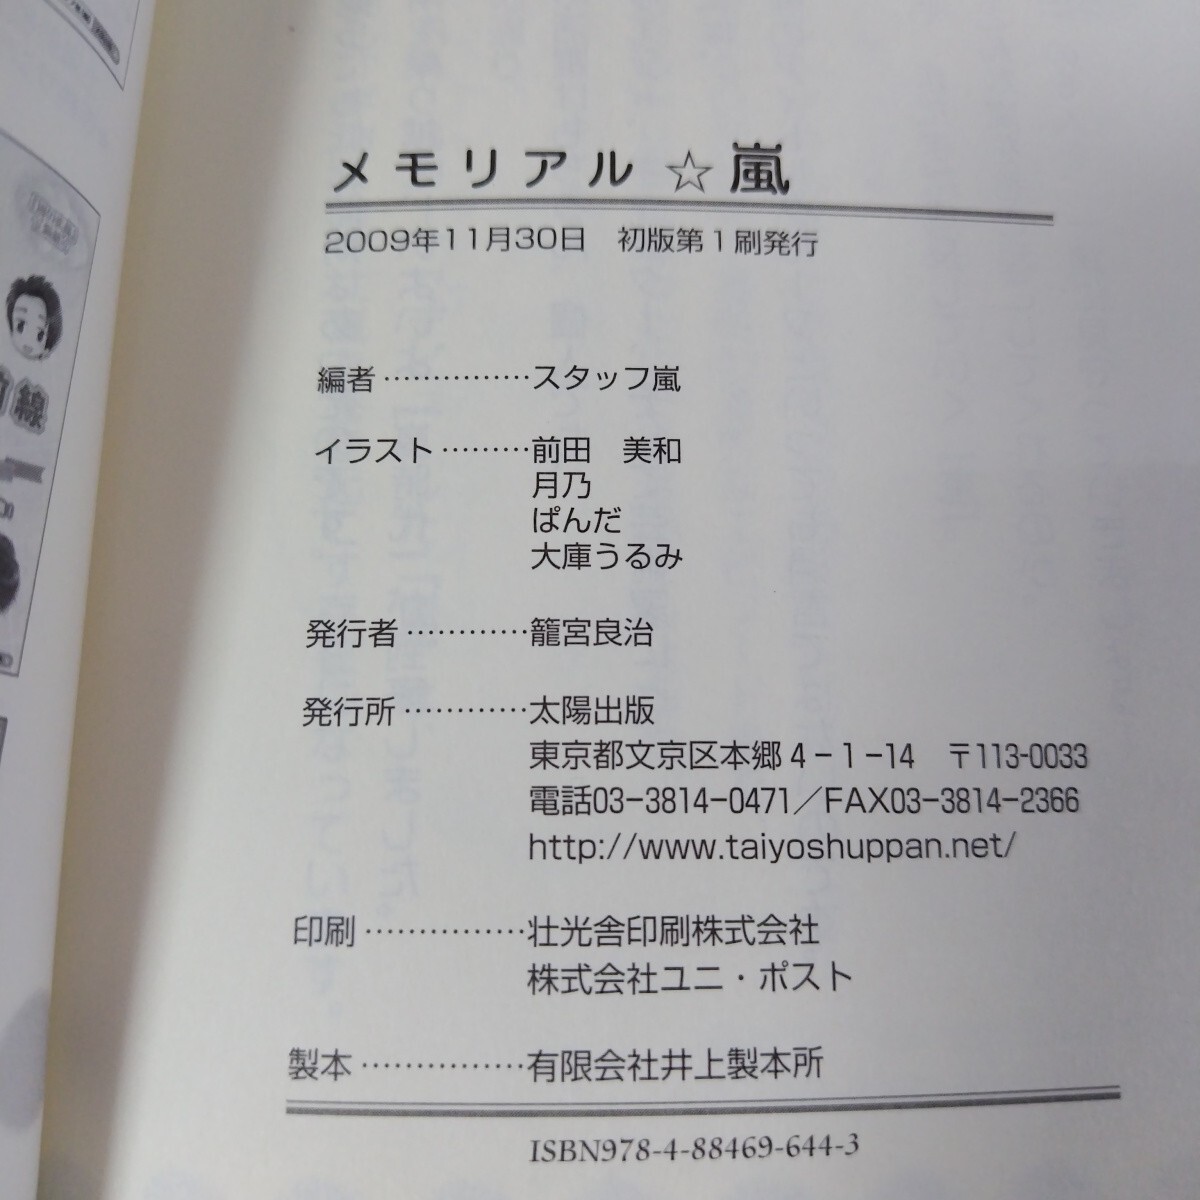 メモリアル☆嵐
2009年11月30日 初版第1刷発行
編者……………スタッフ嵐
イラスト………前田 美和
月乃
ぱんだ
大庫うるみ
発行者…………籠宮良治
発行所…………太陽出版
東京都文京区本郷4-1-14 〒113-0033
電話03-3814-0471／FAX03-3814-2366
http://www.taiyoshuppan.net/
印刷……………壮光舎印刷株式会社
株式会社ユニ・ポスト
製本……………有限会社井上製本所
ISBN978-4-88469-644-3
線